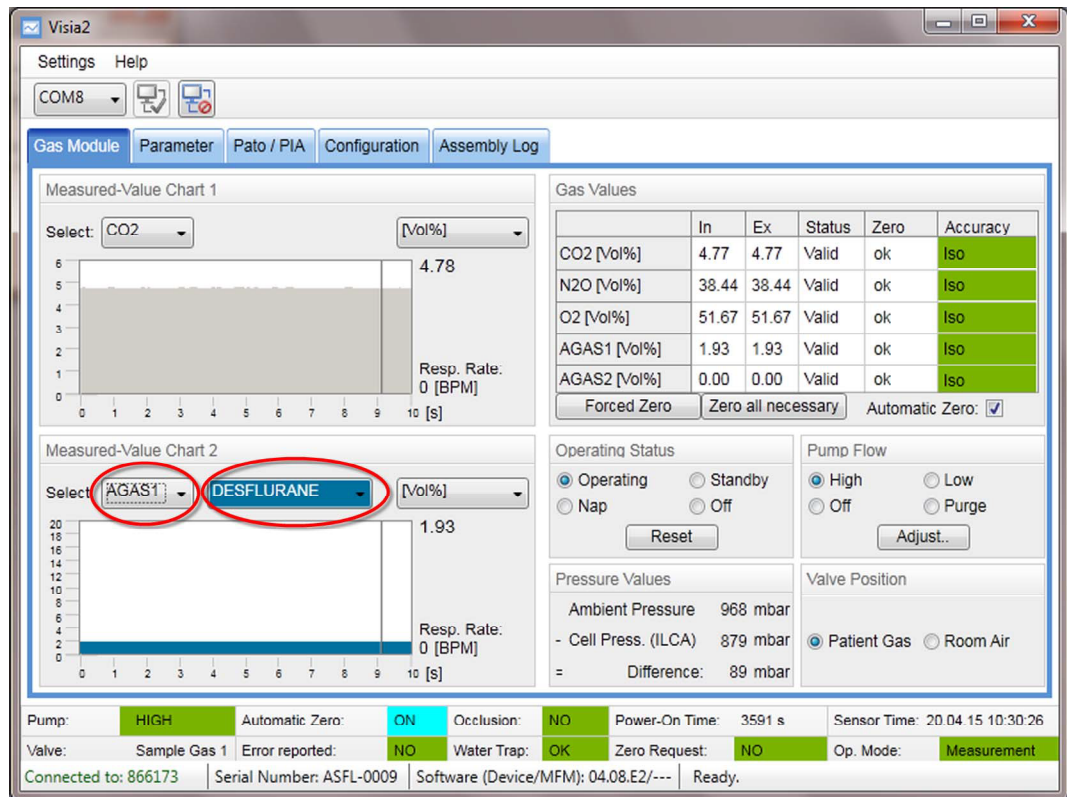 Visia2
Settings Help
COM8
Gas Module Parameter Pato / PIA Configuration Assembly Log
Measured-Value Chart 1
Select: CO2 [Vol%]
4.78
6
5
4
3
2
1
0
Resp. Rate:
0 [BPM]
0 1 2 3 4 5 6 7 8 9 10 [s]
Measured-Value Chart 2
Select: AGAS1 DESFLURANE [Vol%]
1.93
20
18
16
14
12
10
8
6
4
2
0
Resp. Rate:
0 [BPM]
0 1 2 3 4 5 6 7 8 9 10 [s]
Gas Values
In Ex Status Zero Accuracy
CO2 [Vol%] 4.77 4.77 Valid ok Iso
N2O [Vol%] 38.44 38.44 Valid ok Iso
O2 [Vol%] 51.67 51.67 Valid ok Iso
AGAS1 [Vol%] 1.93 1.93 Valid ok Iso
AGAS2 [Vol%] 0.00 0.00 Valid ok Iso
Forced Zero Zero all necessary Automatic Zero:
Operating Status
Operating Standby
Nap Off
Reset
Pump Flow
High Low
Off Purge
Adjust..
Pressure Values
Ambient Pressure 968 mbar
- Cell Press. (ILCA) 879 mbar
= Difference: 89 mbar
Valve Position
Patient Gas Room Air
Pump: HIGH Automatic Zero: ON Occlusion: NO Power-On Time: 3591 s Sensor Time: 20.04.15 10:30:26
Valve: Sample Gas 1 Error reported: NO Water Trap: OK Zero Request: NO Op. Mode: Measurement
Connected to: 866173 Serial Number: ASFL-0009 Software (Device/MFM): 04.08.E2/--- Ready.